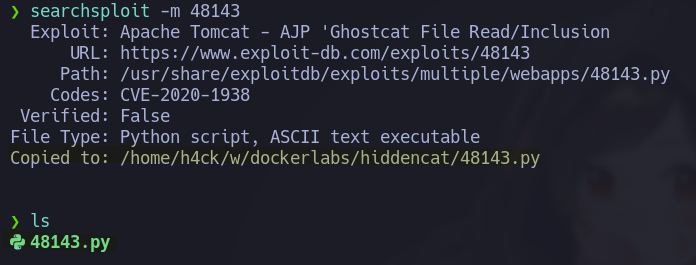 ❯ searchsploit -m 48143
Exploit: Apache Tomcat - AJP 'Ghostcat File Read/Inclusion
URL: https://www.exploit-db.com/exploits/48143
Path: /usr/share/exploitdb/exploits/multiple/webapps/48143.py
Codes: CVE-2020-1938
Verified: False
File Type: Python script, ASCII text executable
Copied to: /home/h4ck/w/dockerlabs/hiddencat/48143.py
❯ ls
48143.py